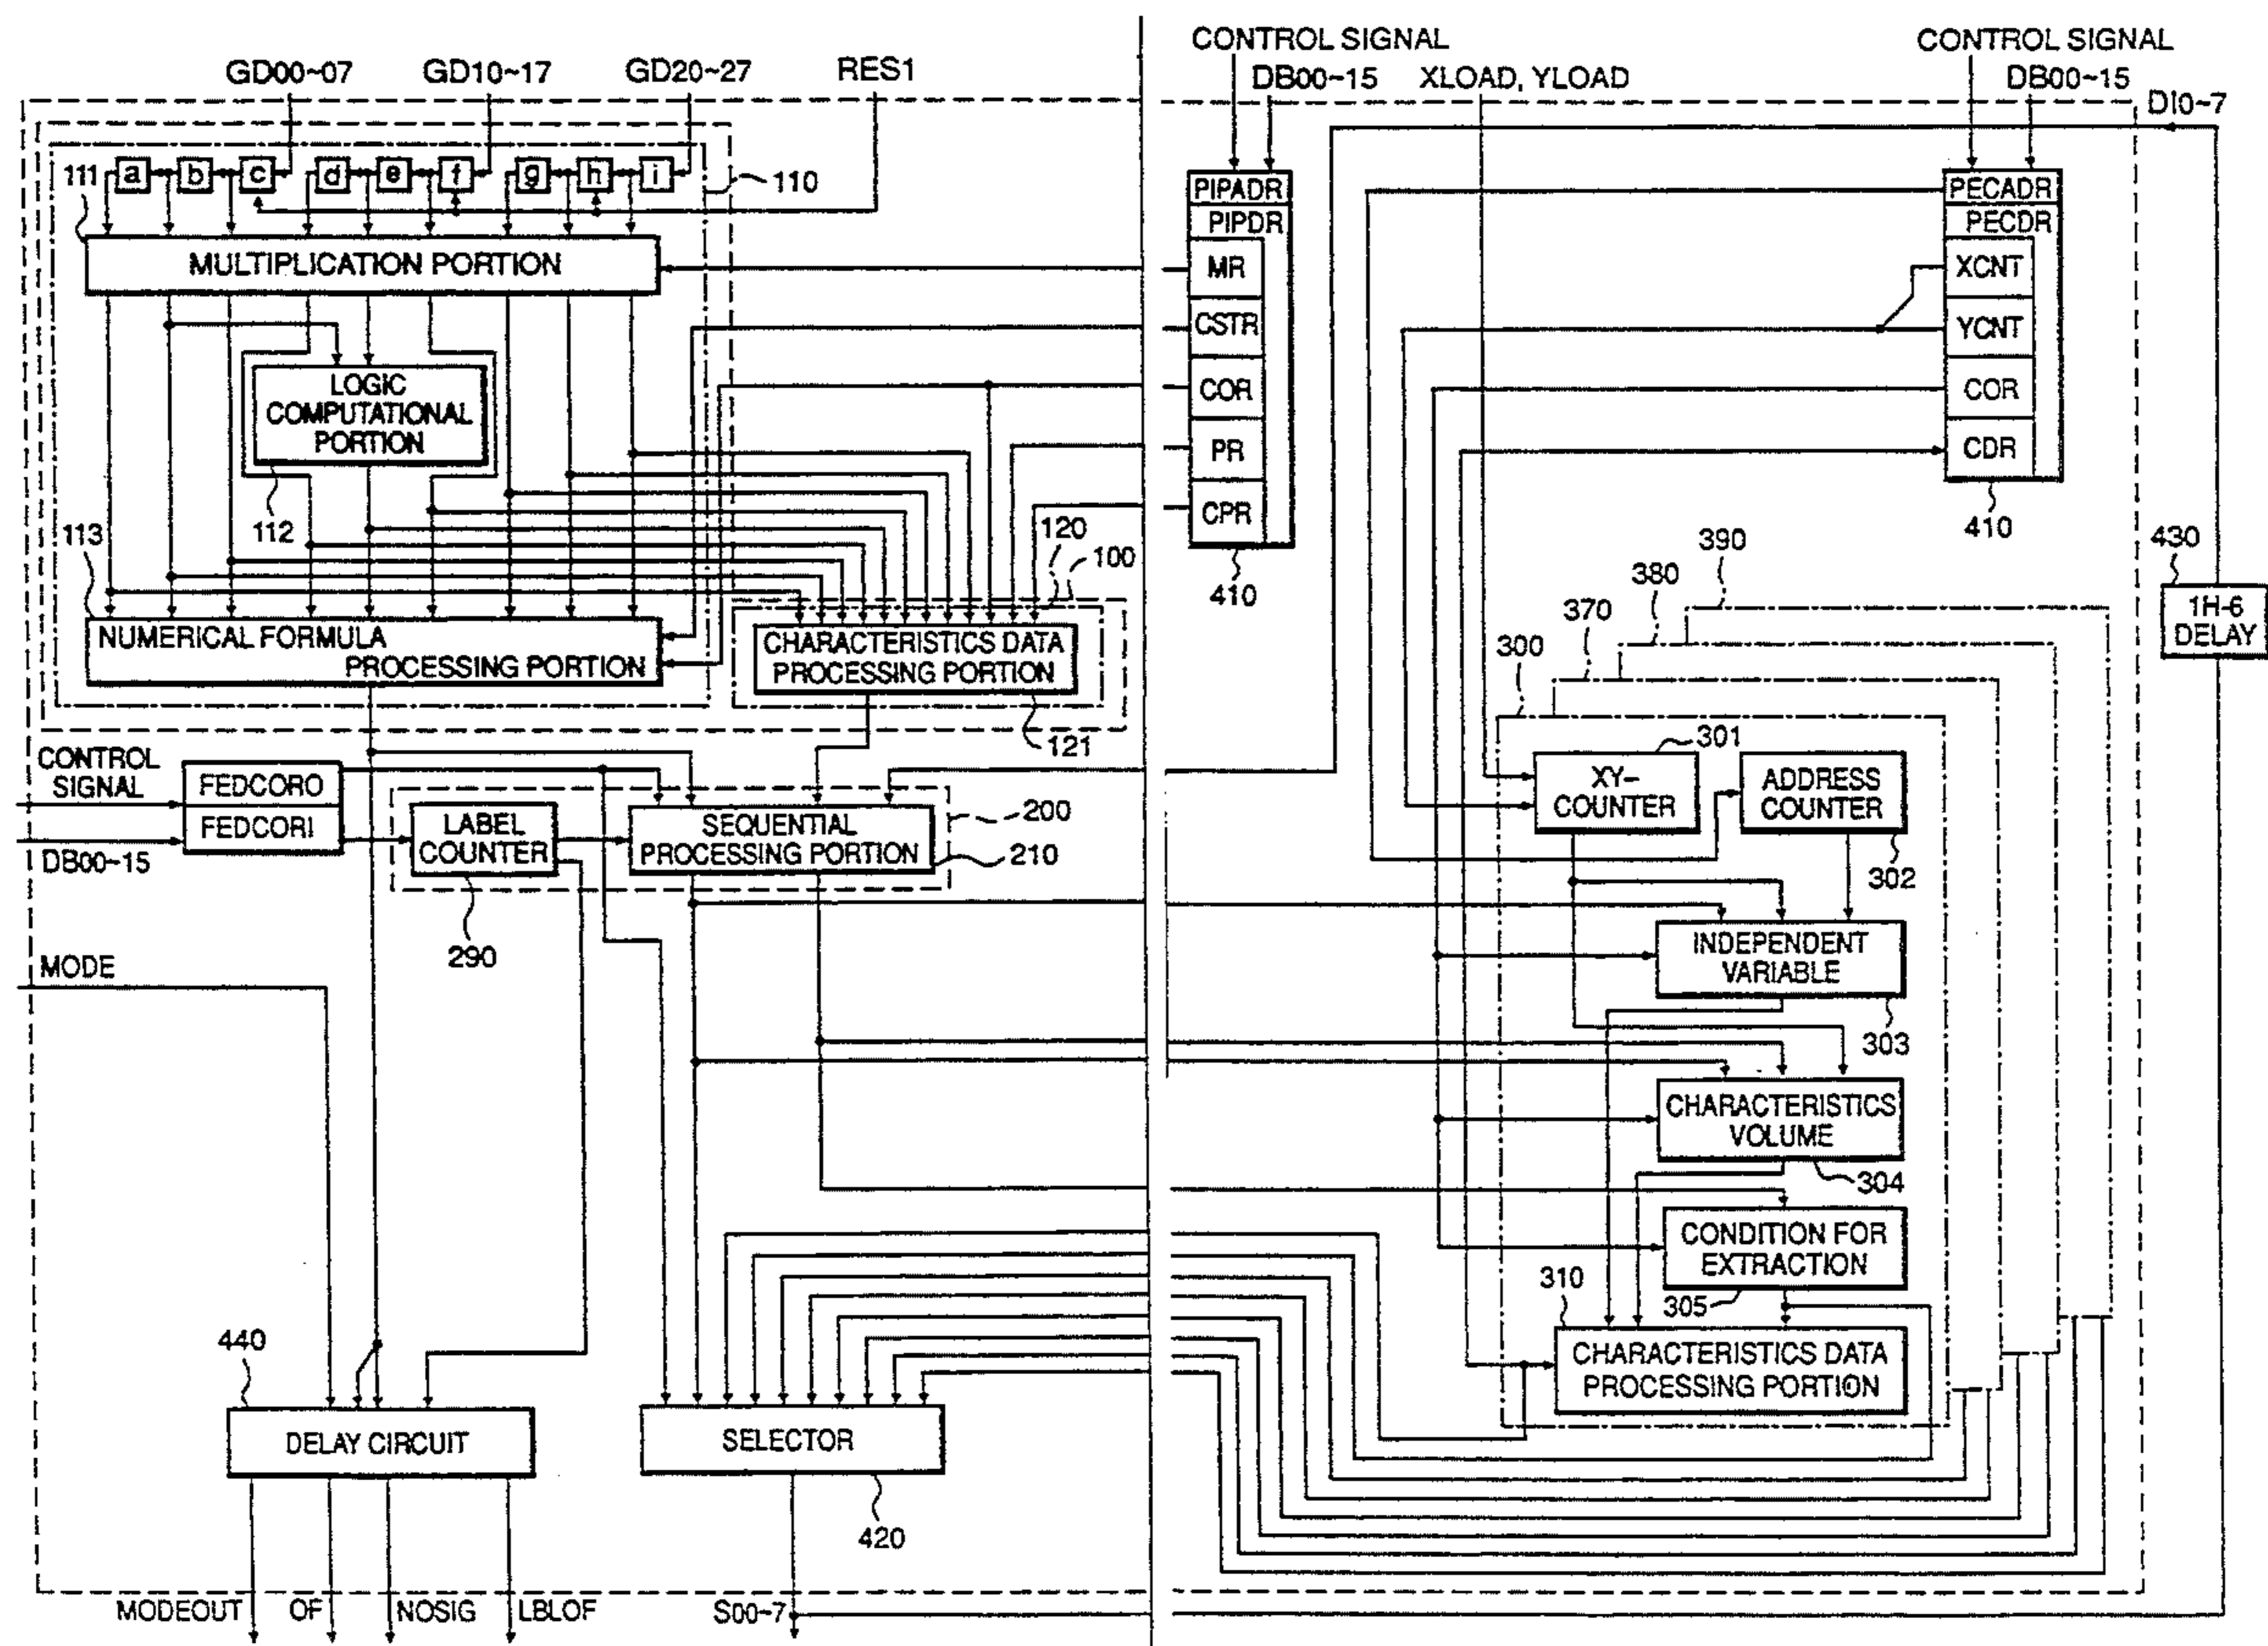 CONTROL SIGNAL
CONTROL SIGNAL
GD00~07
GD10~17
GD20~27
RES1
DB00~15
XLOAD, YLOAD
DB00~15
DI0~7
111
a
b
c
d
e
f
g
h
i
110
PIPADR
PECADR
PIPDR
PECDR
MULTIPLICATION PORTION
MR
XCNT
CSTR
YCNT
LOGIC
COMPUTATIONAL
PORTION
COR
COR
PR
CDR
CPR
112
113
120
100
410
410
390
430
380
370
1H-6
DELAY
NUMERICAL FORMULA
PROCESSING PORTION
CHARACTERISTICS DATA
PROCESSING PORTION
300
121
301
CONTROL
SIGNAL
FEDCORO
FEDCORI
DB00~15
LABEL
COUNTER
SEQUENTIAL
PROCESSING PORTION
200
210
XY-
COUNTER
ADDRESS
COUNTER
302
290
MODE
INDEPENDENT
VARIABLE
303
CHARACTERISTICS
VOLUME
304
CONDITION FOR
EXTRACTION
310
305
440
CHARACTERISTICS DATA
PROCESSING PORTION
DELAY CIRCUIT
SELECTOR
420
MODEOUT
OF
NOSIG
LBLOF
S00~7